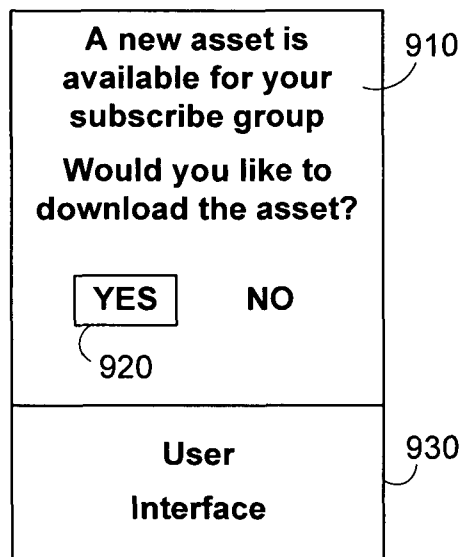 A new asset is
available for your
subscribe group
910
Would you like to
download the asset?
YES NO
920
User
Interface
930